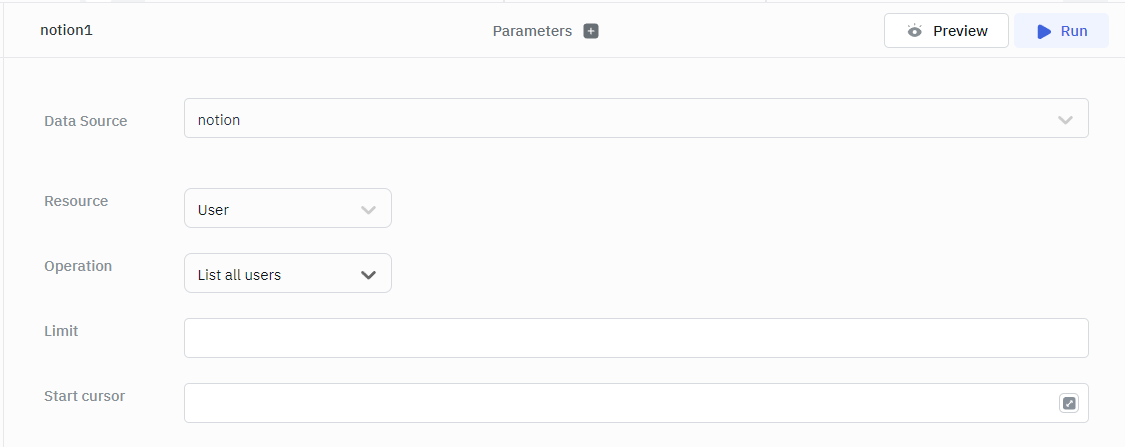 notion1
Parameters
Preview
Run
Data Source
notion
Resource
User
Operation
List all users
Limit
Start cursor